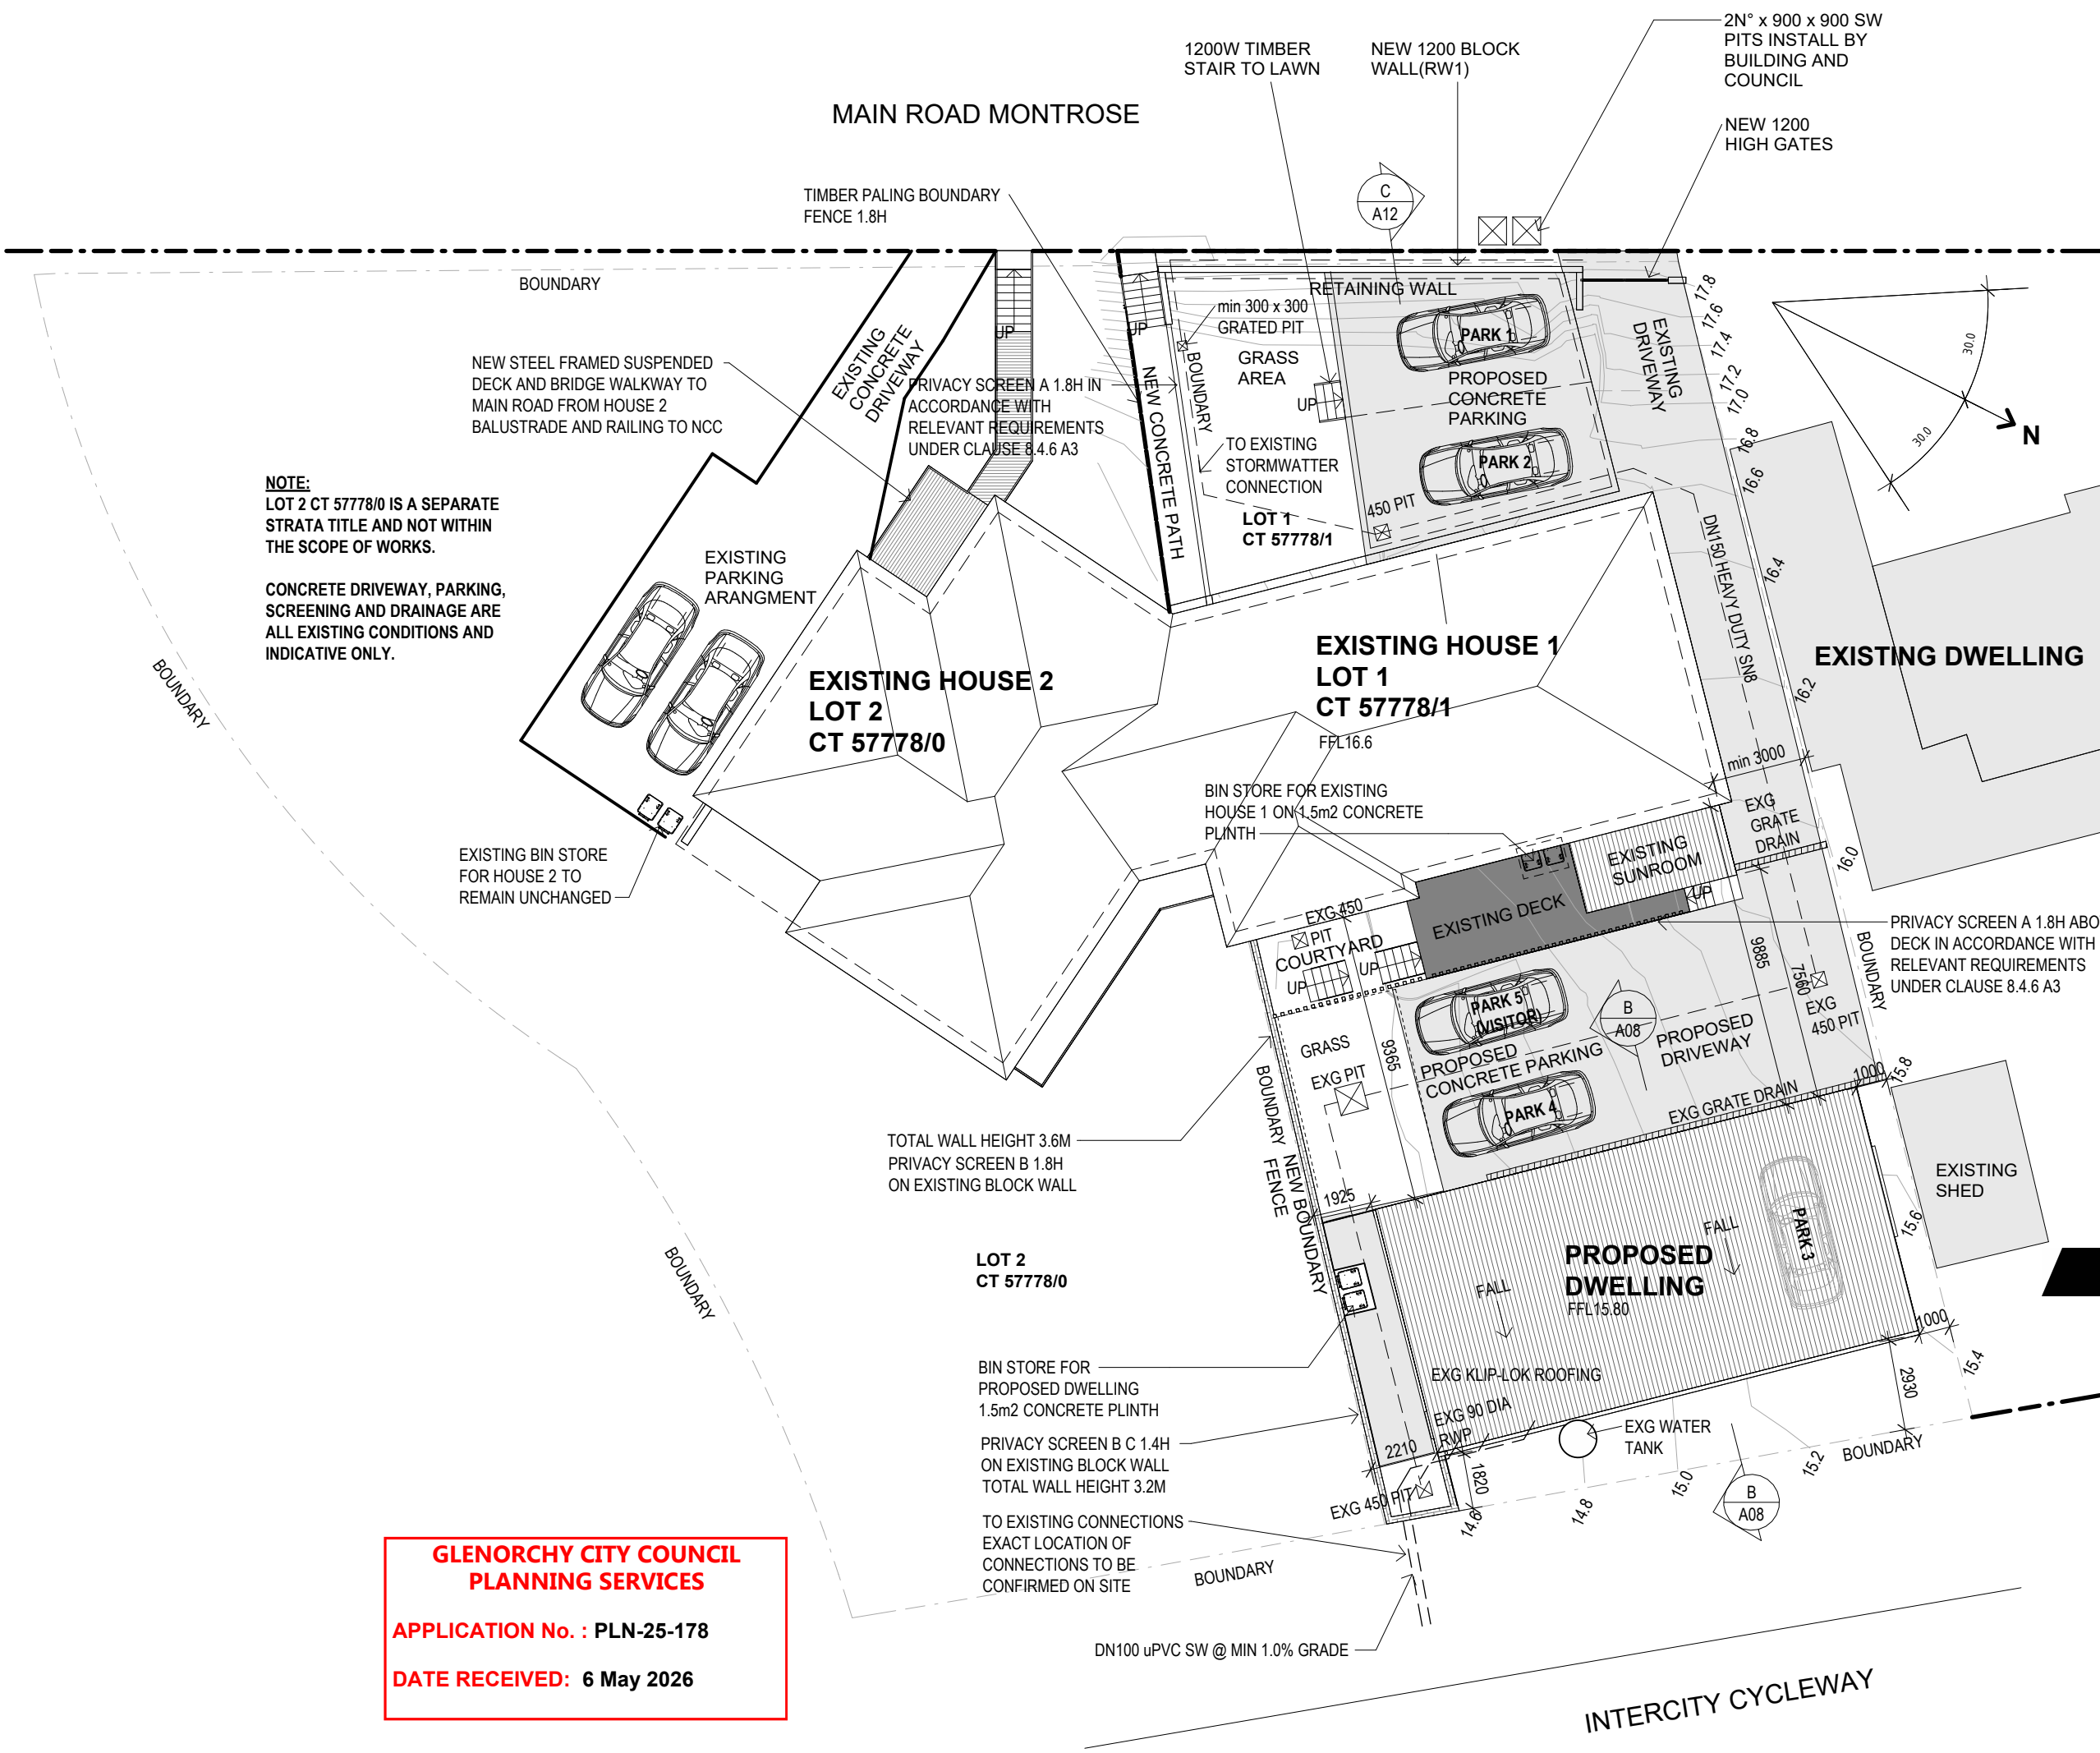 2N° x 900 x 900 SW
PITS INSTALL BY
BUILDING AND
COUNCIL
1200W TIMBER
STAIR TO LAWN
NEW 1200 BLOCK
WALL(RW1)
MAIN ROAD MONTROSE
NEW 1200
HIGH GATES
TIMBER PALING BOUNDARY
FENCE 1.8H
C
A12
BOUNDARY
RETAINING WALL
17.8
17.6
17.4
17.2
17.0
16.8
16.6
16.4
16.2
16.0
min 300 x 300
GRATED PIT
UP
UP
EXISTING
CONCRETE
DRIVEWAY
PARK 1
EXISTING
DRIVEWAY
30.0
30.0
N
NEW STEEL FRAMED SUSPENDED
DECK AND BRIDGE WALKWAY TO
MAIN ROAD FROM HOUSE 2
BALUSTRADE AND RAILING TO NCC
PRIVACY SCREEN A 1.8H IN
ACCORDANCE WITH
RELEVANT REQUIREMENTS
UNDER CLAUSE 8.4.6 A3
NEW CONCRETE PATH
BOUNDARY
GRASS
AREA
UP
PROPOSED
CONCRETE
PARKING
PARK 2
TO EXISTING
STORMWATTER
CONNECTION
450 PIT
LOT 1
CT 57778/1
NOTE:
LOT 2 CT 57778/0 IS A SEPARATE
STRATA TITLE AND NOT WITHIN
THE SCOPE OF WORKS.
CONCRETE DRIVEWAY, PARKING,
SCREENING AND DRAINAGE ARE
ALL EXISTING CONDITIONS AND
INDICATIVE ONLY.
EXISTING
PARKING
ARANGMENT
DN150 HEAVY DUTY SN8
BOUNDARY
EXISTING HOUSE 2
LOT 2
CT 57778/0
EXISTING HOUSE 1
LOT 1
CT 57778/1
FFL16.6
EXISTING DWELLING
min 3000
BIN STORE FOR EXISTING
HOUSE 1 ON 1.5m2 CONCRETE
PLINTH
EXG
GRATE
DRAIN
EXISTING
SUNROOM
UP
EXISTING BIN STORE
FOR HOUSE 2 TO
REMAIN UNCHANGED
EXISTING DECK
EXG 450
PIT
COURTYARD
UP
UP
PRIVACY SCREEN A 1.8H ABO
DECK IN ACCORDANCE WITH
RELEVANT REQUIREMENTS
UNDER CLAUSE 8.4.6 A3
BOUNDARY
9885
7560
EXG
450 PIT
PARK 5
(VISITOR)
B
A08
PROPOSED
DRIVEWAY
GRASS
9365
PROPOSED
CONCRETE PARKING
EXG PIT
PARK 4
EXG GRATE DRAIN
1000
15.8
BOUNDARY
NEW BOUNDARY
FENCE
TOTAL WALL HEIGHT 3.6M
PRIVACY SCREEN B 1.8H
ON EXISTING BLOCK WALL
1925
EXISTING
SHED
15.6
PARK 3
FALL
FALL
PROPOSED
DWELLING
FFL15.80
BOUNDARY
LOT 2
CT 57778/0
1000
15.4
2930
BIN STORE FOR
PROPOSED DWELLING
1.5m2 CONCRETE PLINTH
EXG KLIP-LOK ROOFING
EXG 90 DIA
RWP
EXG WATER
TANK
BOUNDARY
PRIVACY SCREEN B C 1.4H
ON EXISTING BLOCK WALL
TOTAL WALL HEIGHT 3.2M
2210
1820
EXG 450 PIT
14.6
14.8
15.0
15.2
B
A08
TO EXISTING CONNECTIONS
EXACT LOCATION OF
CONNECTIONS TO BE
CONFIRMED ON SITE
BOUNDARY
DN100 uPVC SW @ MIN 1.0% GRADE
INTERCITY CYCLEWAY
GLENORCHY CITY COUNCIL
PLANNING SERVICES
APPLICATION No. : PLN-25-178
DATE RECEIVED: 6 May 2026